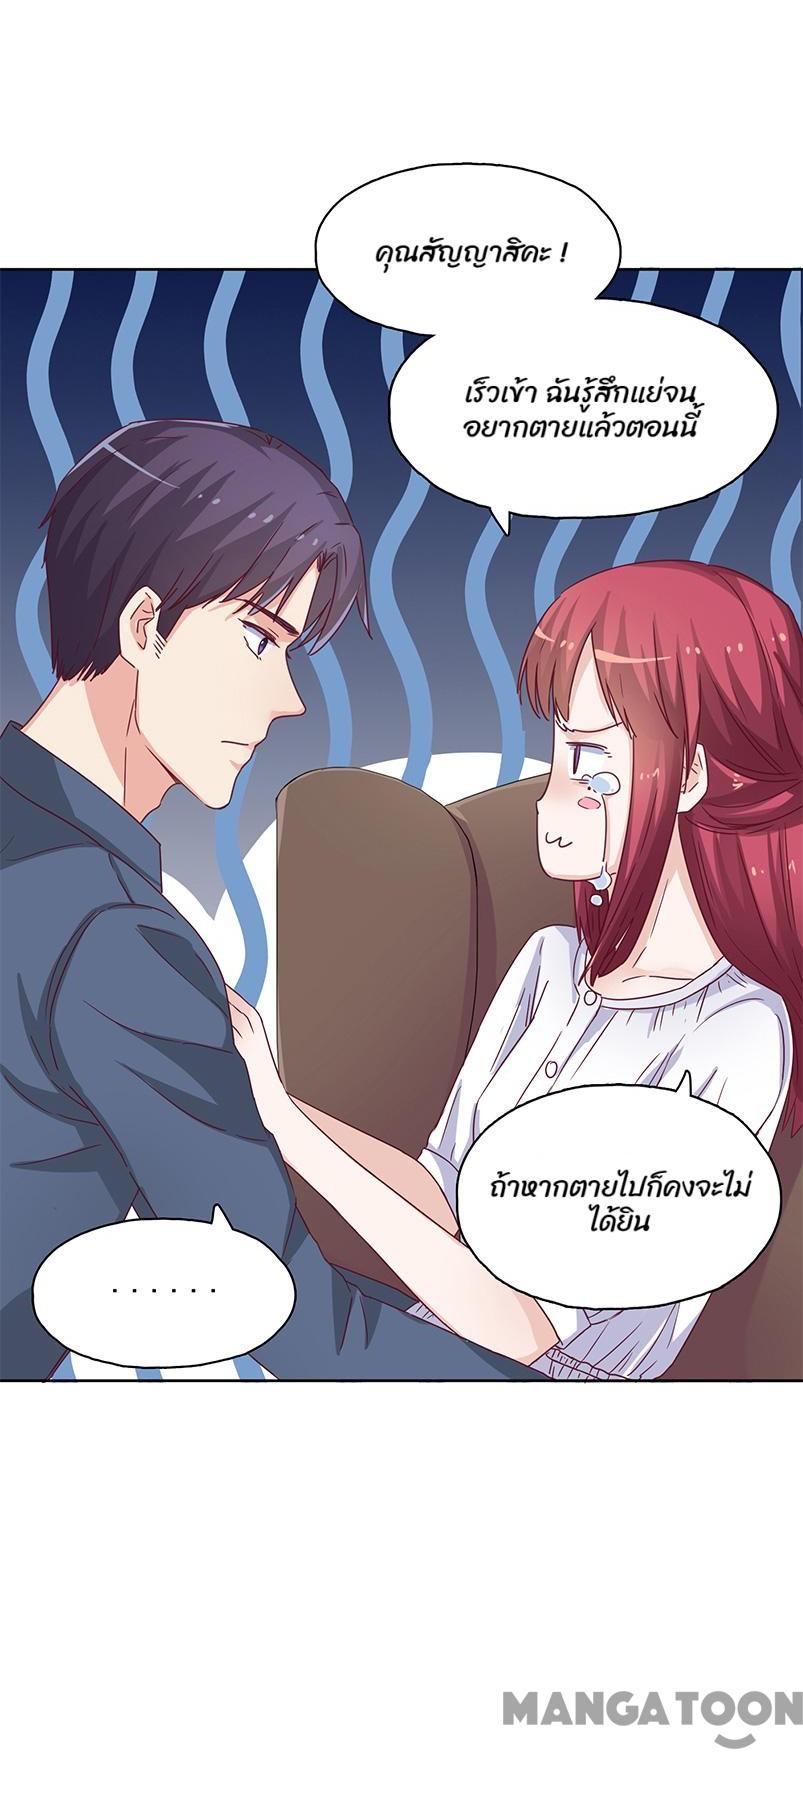 คุณสัญญาสิคะ !
เร็วเข้า ฉันรู้สึกแย่จน
อยากตายแล้วตอนนี้
ถ้าหากตายไปก็คงจะไม่
ได้ยิน
......
MANGATOON